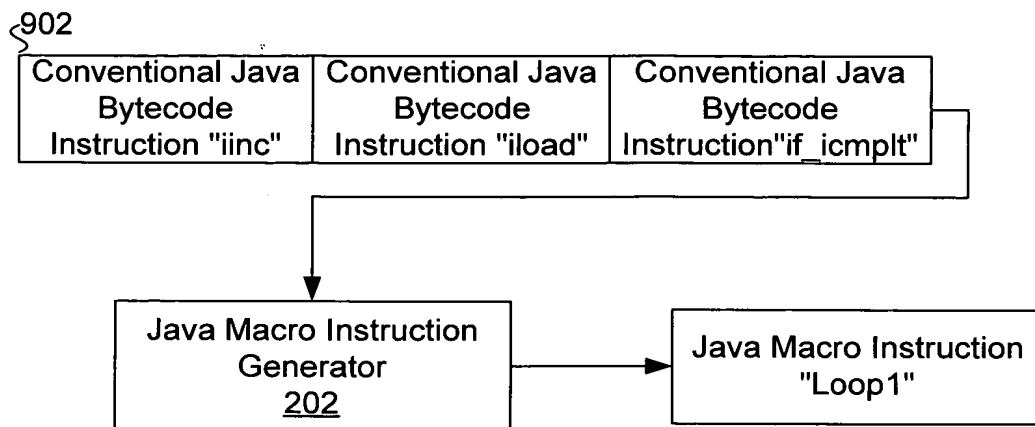 902
Conventional Java
Bytecode
Instruction "iinc"
Conventional Java
Bytecode
Instruction "iload"
Conventional Java
Bytecode
Instruction"if_icmplt"
Java Macro Instruction
Generator
202
Java Macro Instruction
"Loop1"